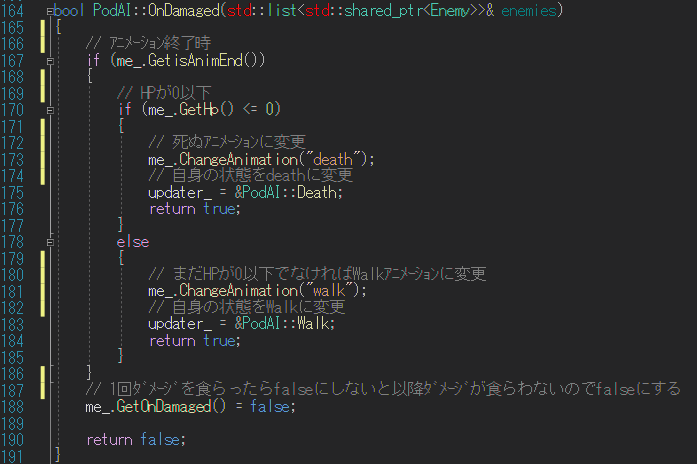 164 bool PodAI::OnDamaged(std::list<std::shared_ptr<Enemy>>& enemies)
165 {
166 // ｱﾆﾒｰｼｮﾝ終了時
167 if (me_.GetisAnimEnd())
168 {
169 // HPが0以下
170 if (me_.GetHp() <= 0)
171 {
172 // 死ぬｱﾆﾒｰｼｮﾝに変更
173 me_.ChangeAnimation("death");
174 // 自身の状態をdeathに変更
175 updater_ = &PodAI::Death;
176 return true;
177 }
178 else
179 {
180 // まだHPが0以下でなければWalkｱﾆﾒｰｼｮﾝに変更
181 me_.ChangeAnimation("walk");
182 // 自身の状態をWalkに変更
183 updater_ = &PodAI::Walk;
184 return true;
185 }
186 }
187 // 1回ﾀﾞﾒｰｼﾞを食らったらfalseにしないと以降ﾀﾞﾒｰｼﾞが食らわないのでfalseにする
188 me_.GetOnDamaged() = false;
189
190 return false;
191 }